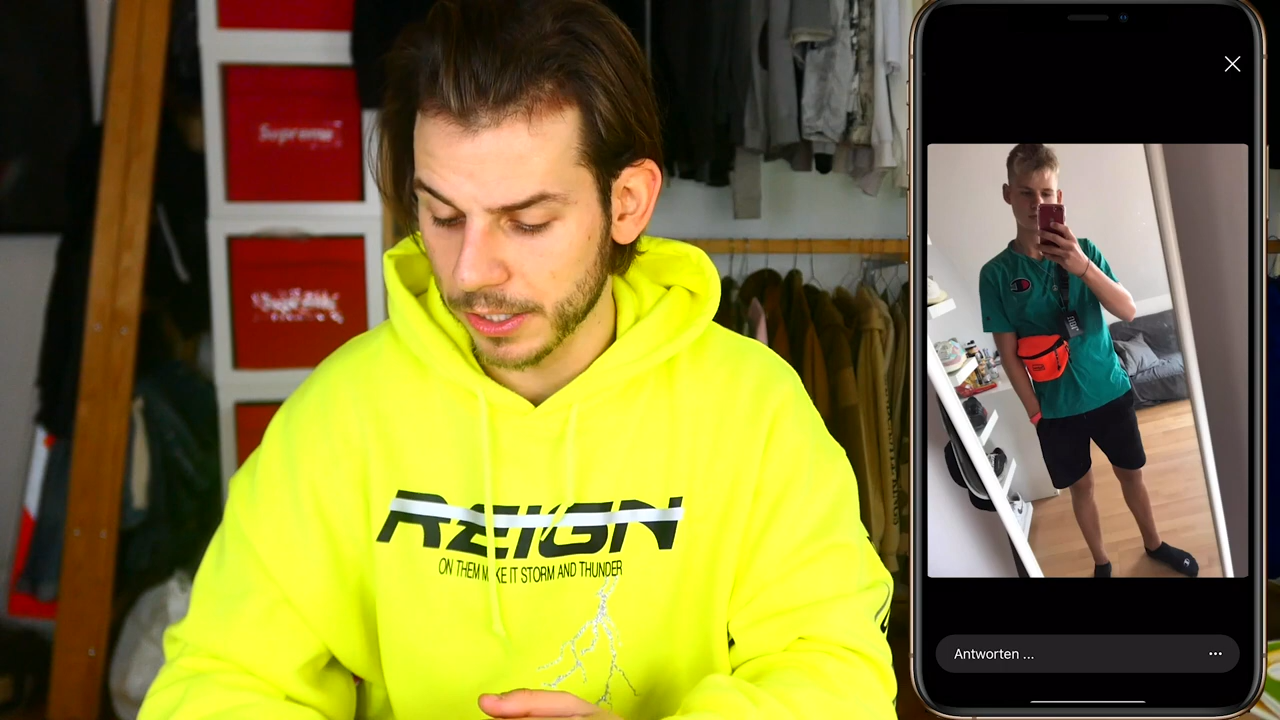 Supreme
REIGN
ON THEM MAKE IT STORM AND THUNDER
Antworten ...